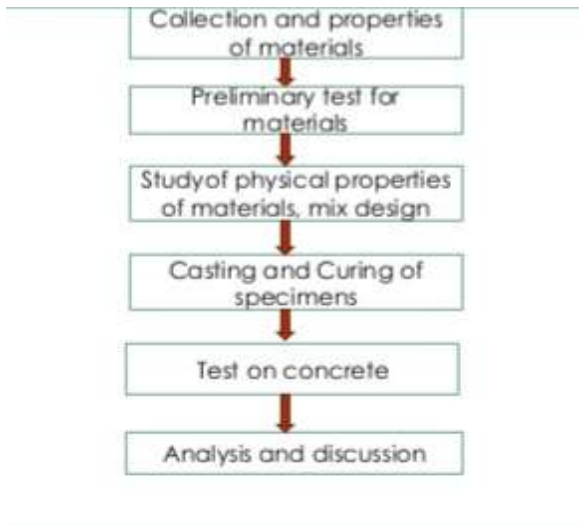 Collection and properties
of materials
Preliminary test for
materials
Studyof physical properties
of materials, mix design
Casting and Curing of
specimens
Test on concrete
Analysis and discussion